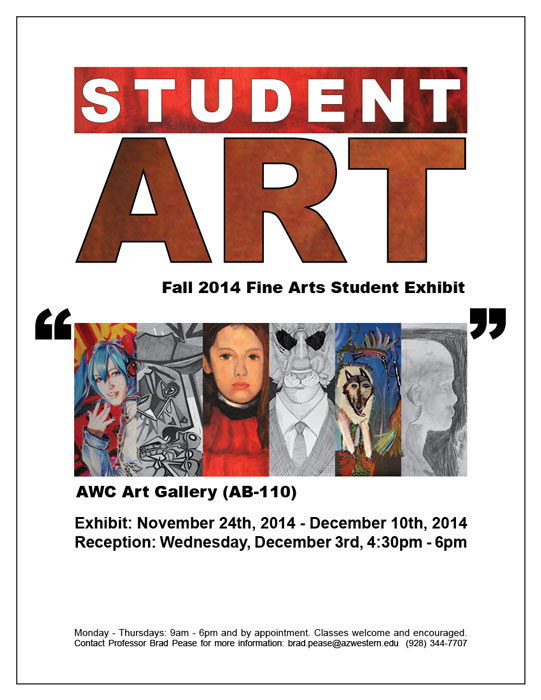 STUDENT
ART
Fall 2014 Fine Arts Student Exhibit
“ ”
AWC Art Gallery (AB-110)
Exhibit: November 24th, 2014 - December 10th, 2014
Reception: Wednesday, December 3rd, 4:30pm - 6pm
Monday - Thursdays: 9am - 6pm and by appointment. Classes welcome and encouraged.
Contact Professor Brad Pease for more information: brad.pease@azwestern.edu (928) 344-7707